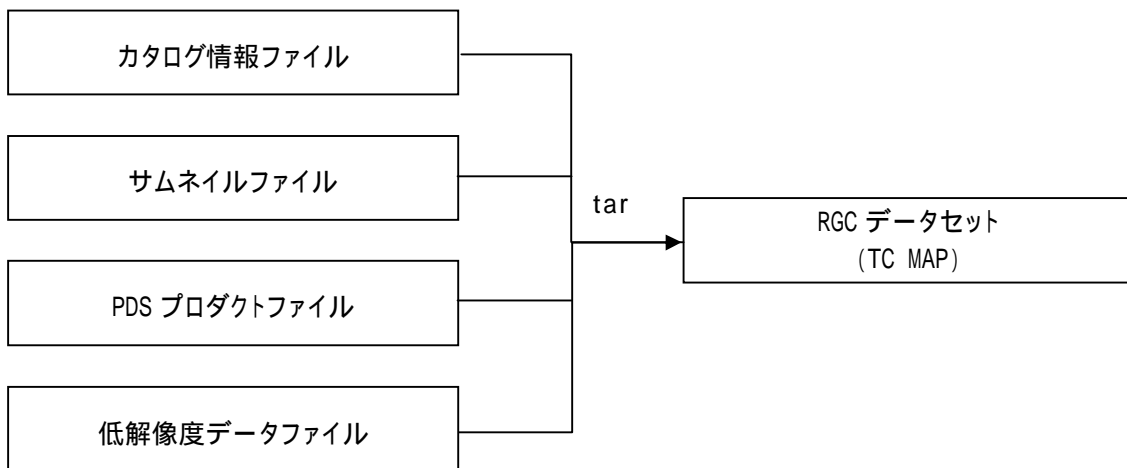 カタログ情報ファイル
サムネイルファイル
PDS プロダクトファイル
低解像度データファイル
tar
RGC データセット
(TC MAP)